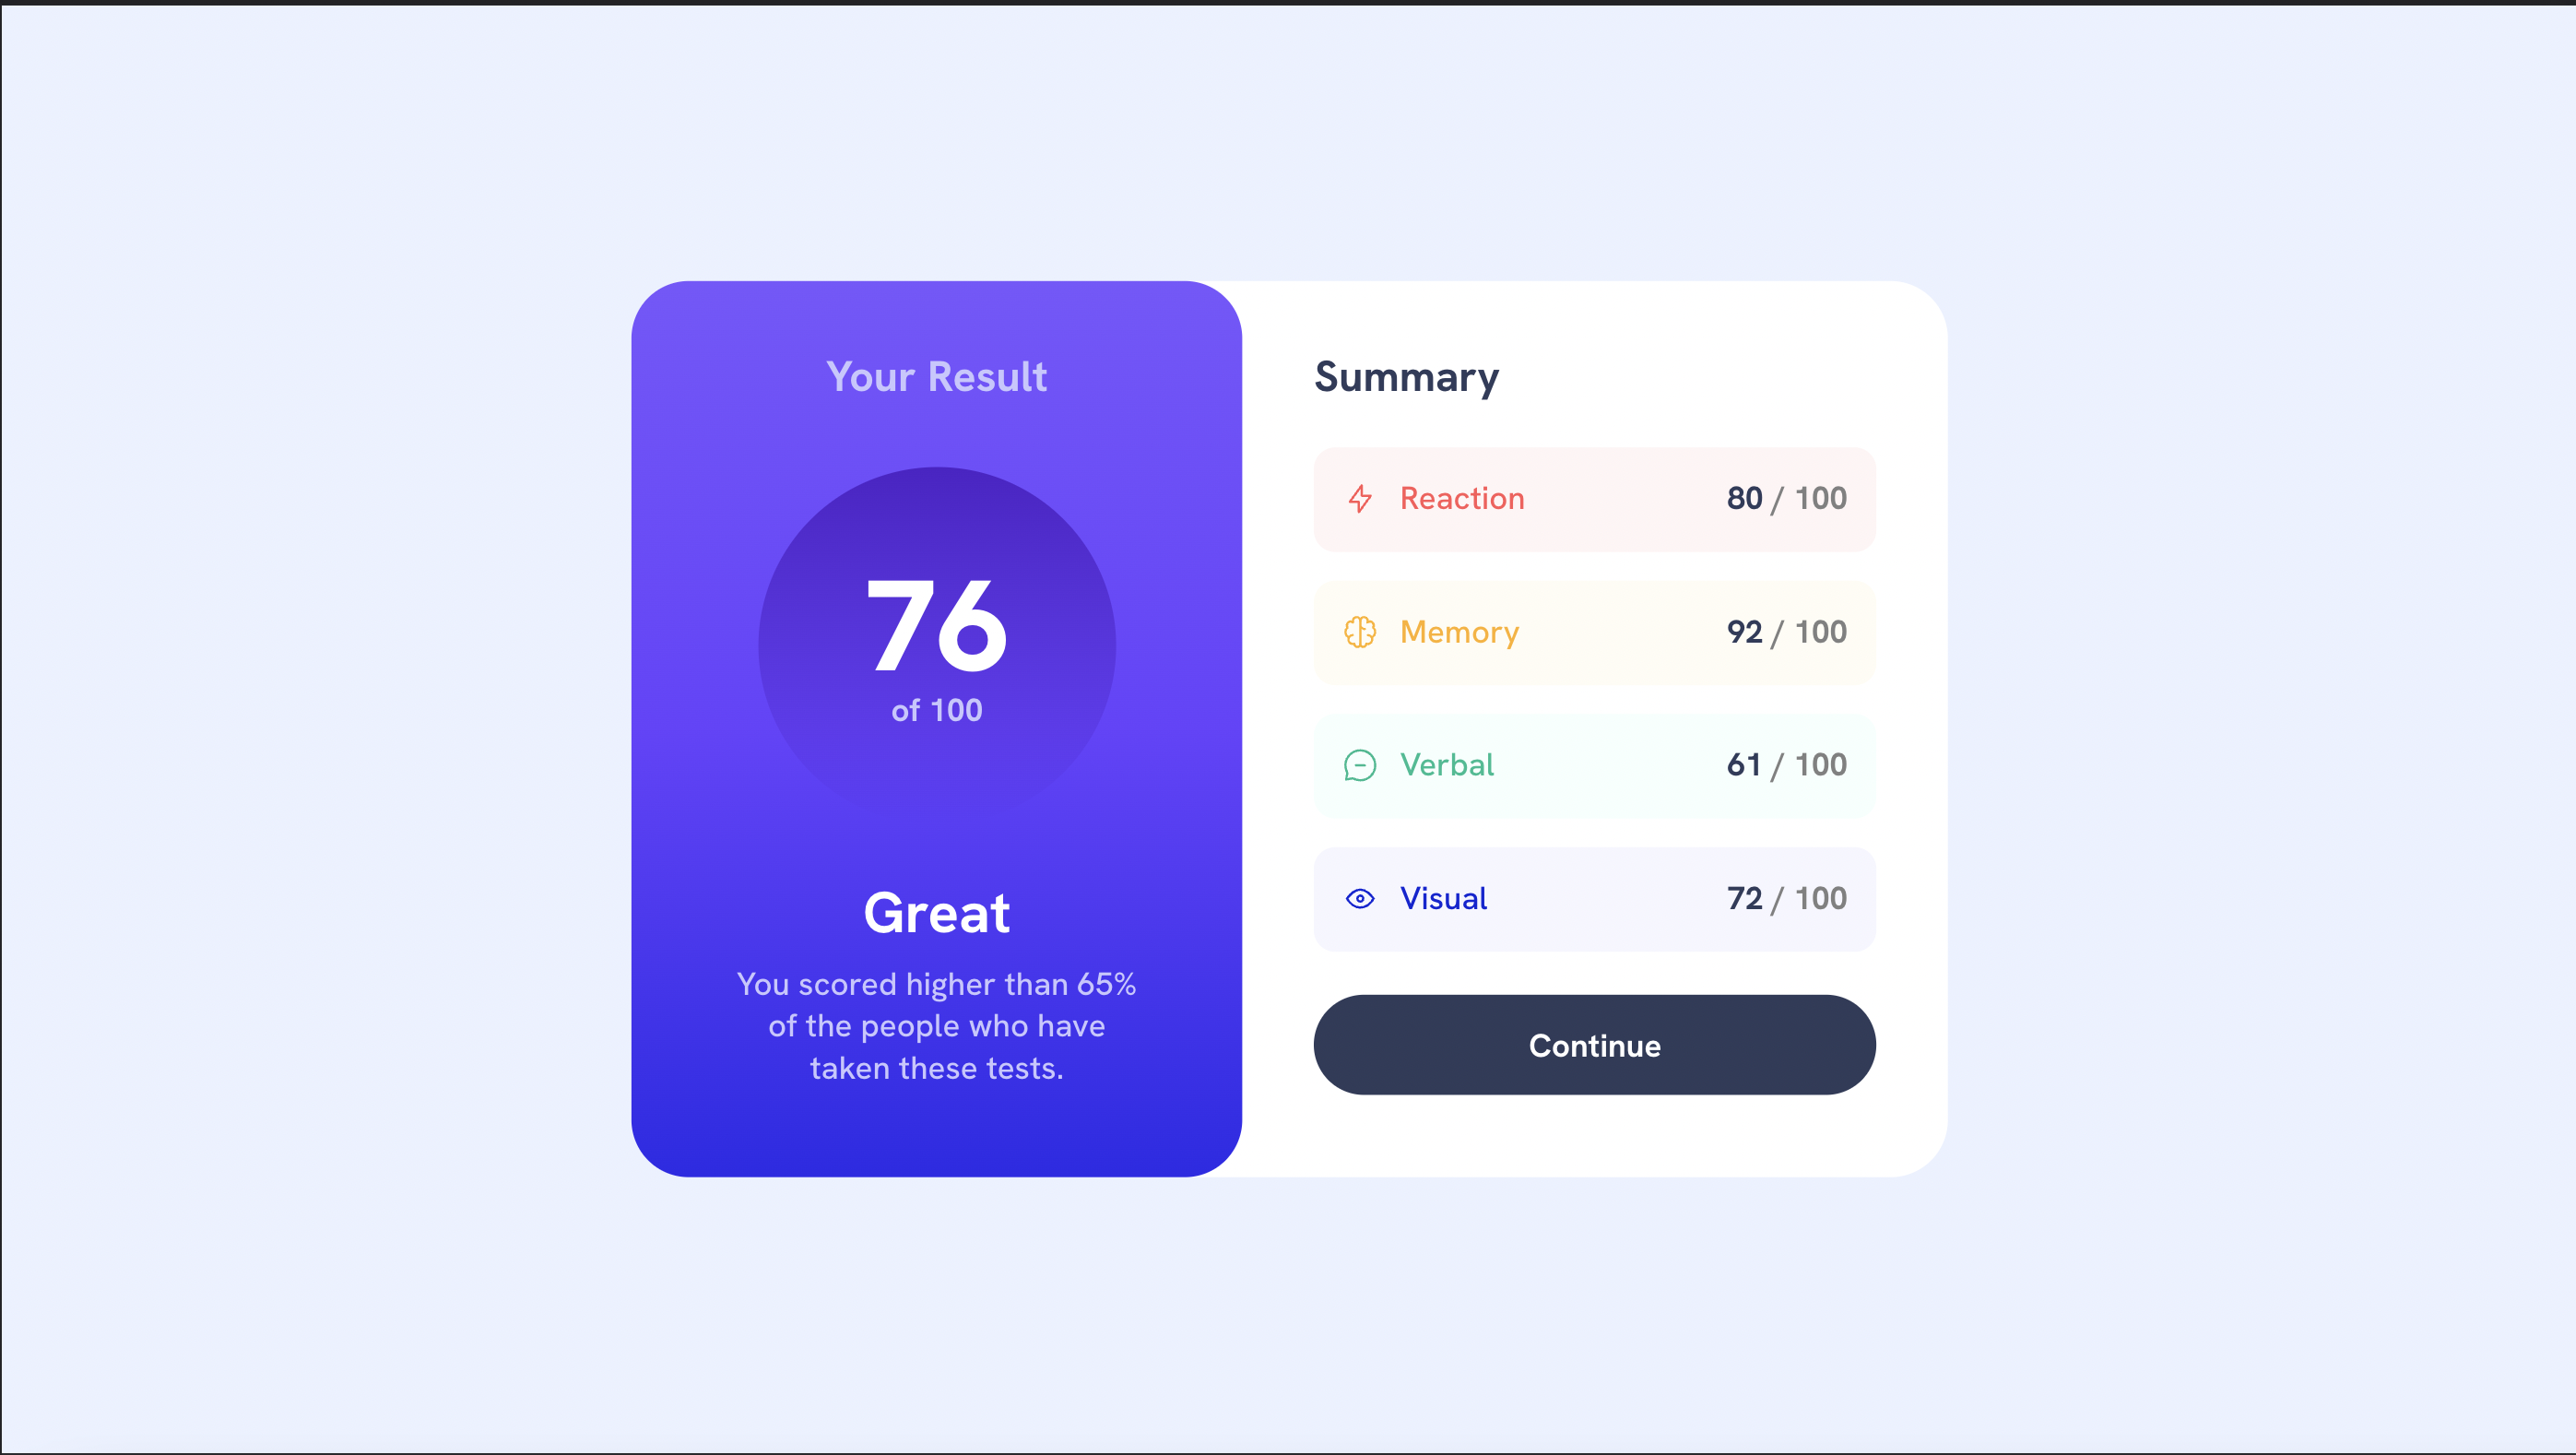 Your Result
76
of 100
Great
You scored higher than 65%
of the people who have
taken these tests.
Summary
Reaction 80 / 100
Memory 92 / 100
Verbal 61 / 100
Visual 72 / 100
Continue